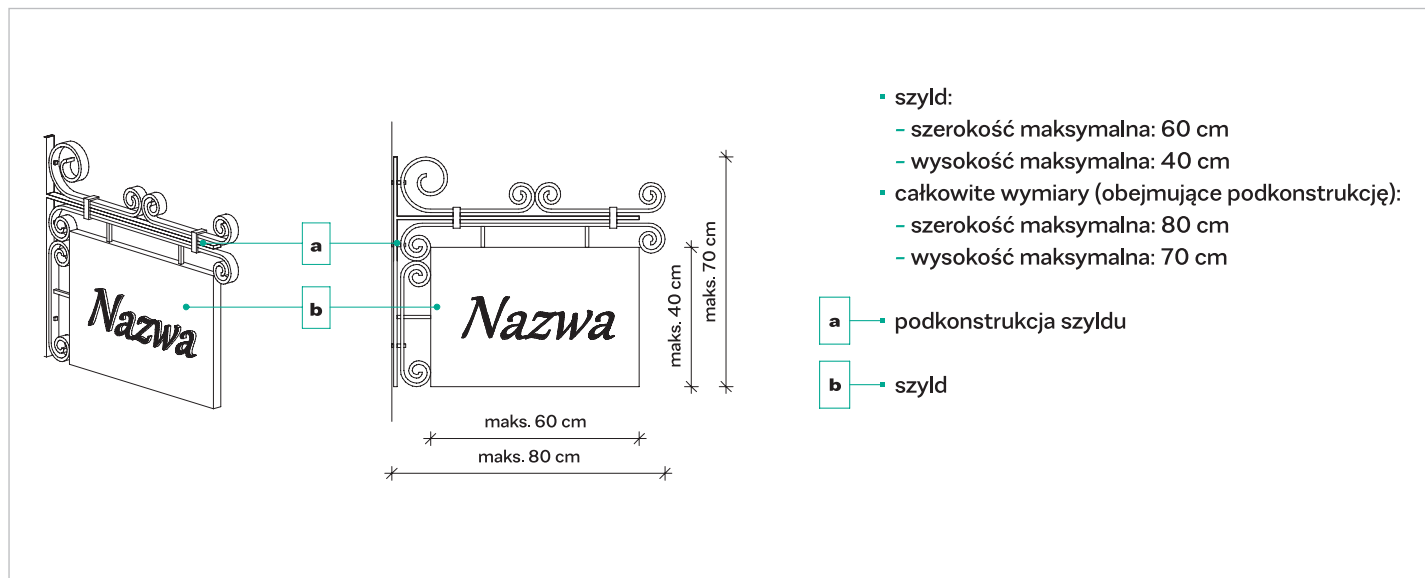 Nazwa
a
b
Nazwa
maks. 40 cm
maks. 70 cm
maks. 60 cm
maks. 80 cm
▪ szyld:
– szerokość maksymalna: 60 cm
– wysokość maksymalna: 40 cm
▪ całkowite wymiary (obejmujące podkonstrukcję):
– szerokość maksymalna: 80 cm
– wysokość maksymalna: 70 cm
a ▪ podkonstrukcja szyldu
b ▪ szyld